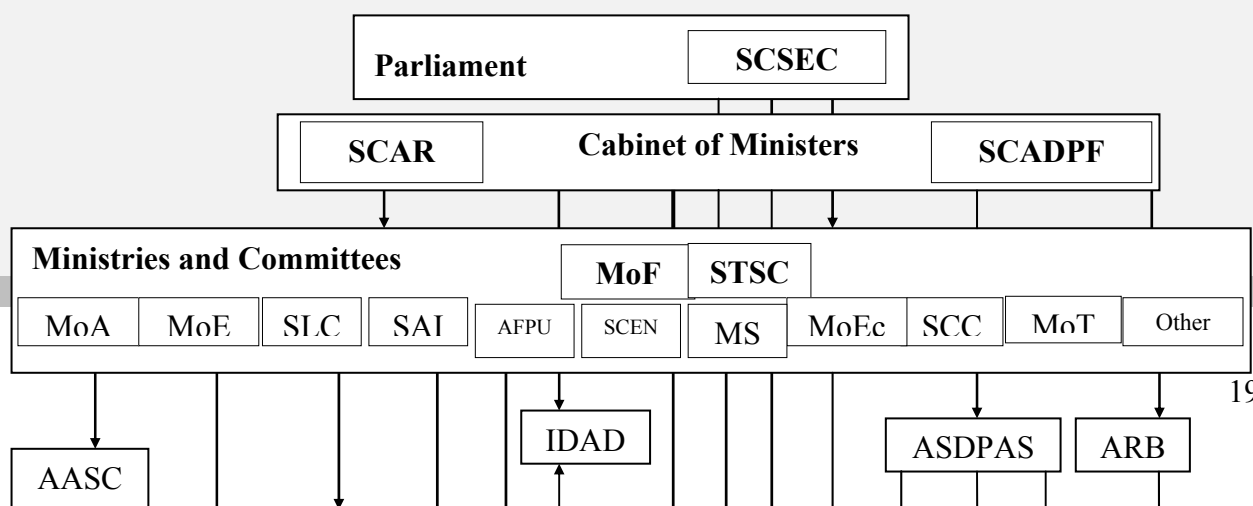 Parliament
SCSEC
SCAR
Cabinet of Ministers
SCADPF
Ministries and Committees
MoF
STSC
MoA
MoE
SLC
SAI
AFPU
SCEN
MS
MoEc
SCC
MoT
Other
19
IDAD
ASDPAS
ARB
AASC